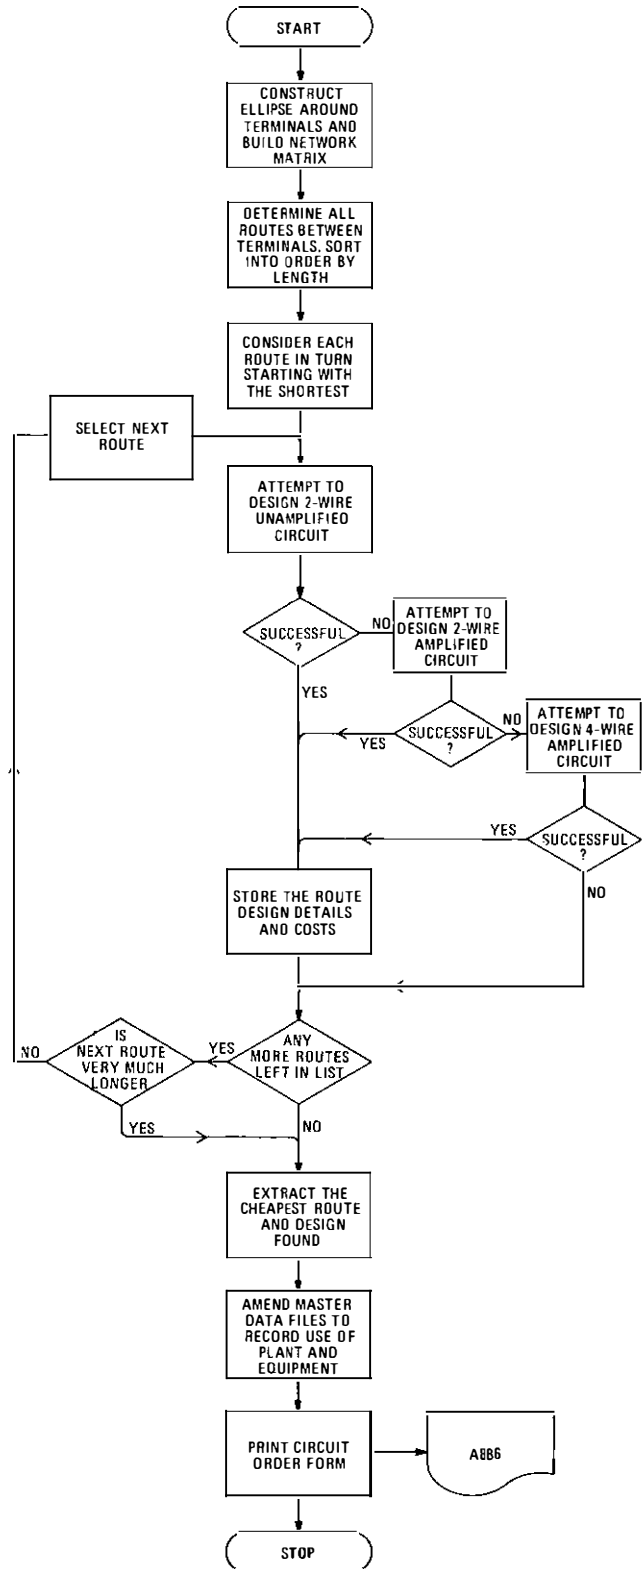 START
CONSTRUCT
ELLIPSE AROUND
TERMINALS AND
BUILD NETWORK
MATRIX
DETERMINE ALL
ROUTES BETWEEN
TERMINALS, SORT
INTO ORDER BY
LENGTH
CONSIDER EACH
ROUTE IN TURN
STARTING WITH
THE SHORTEST
SELECT NEXT
ROUTE
ATTEMPT TO
DESIGN 2-WIRE
UNAMPLIFIED
CIRCUIT
SUCCESSFUL
?
NO
YES
ATTEMPT TO
DESIGN 2-WIRE
AMPLIFIED
CIRCUIT
SUCCESSFUL
?
NO
YES
ATTEMPT TO
DESIGN 4-WIRE
AMPLIFIED
CIRCUIT
SUCCESSFUL
?
YES
NO
STORE THE ROUTE
DESIGN DETAILS
AND COSTS
ANY
MORE ROUTES
LEFT IN LIST
YES
NO
IS
NEXT ROUTE
VERY MUCH
LONGER
NO
YES
EXTRACT THE
CHEAPEST ROUTE
AND DESIGN
FOUND
AMEND MASTER
DATA FILES TO
RECORD USE OF
PLANT AND
EQUIPMENT
PRINT CIRCUIT
ORDER FORM
A886
STOP